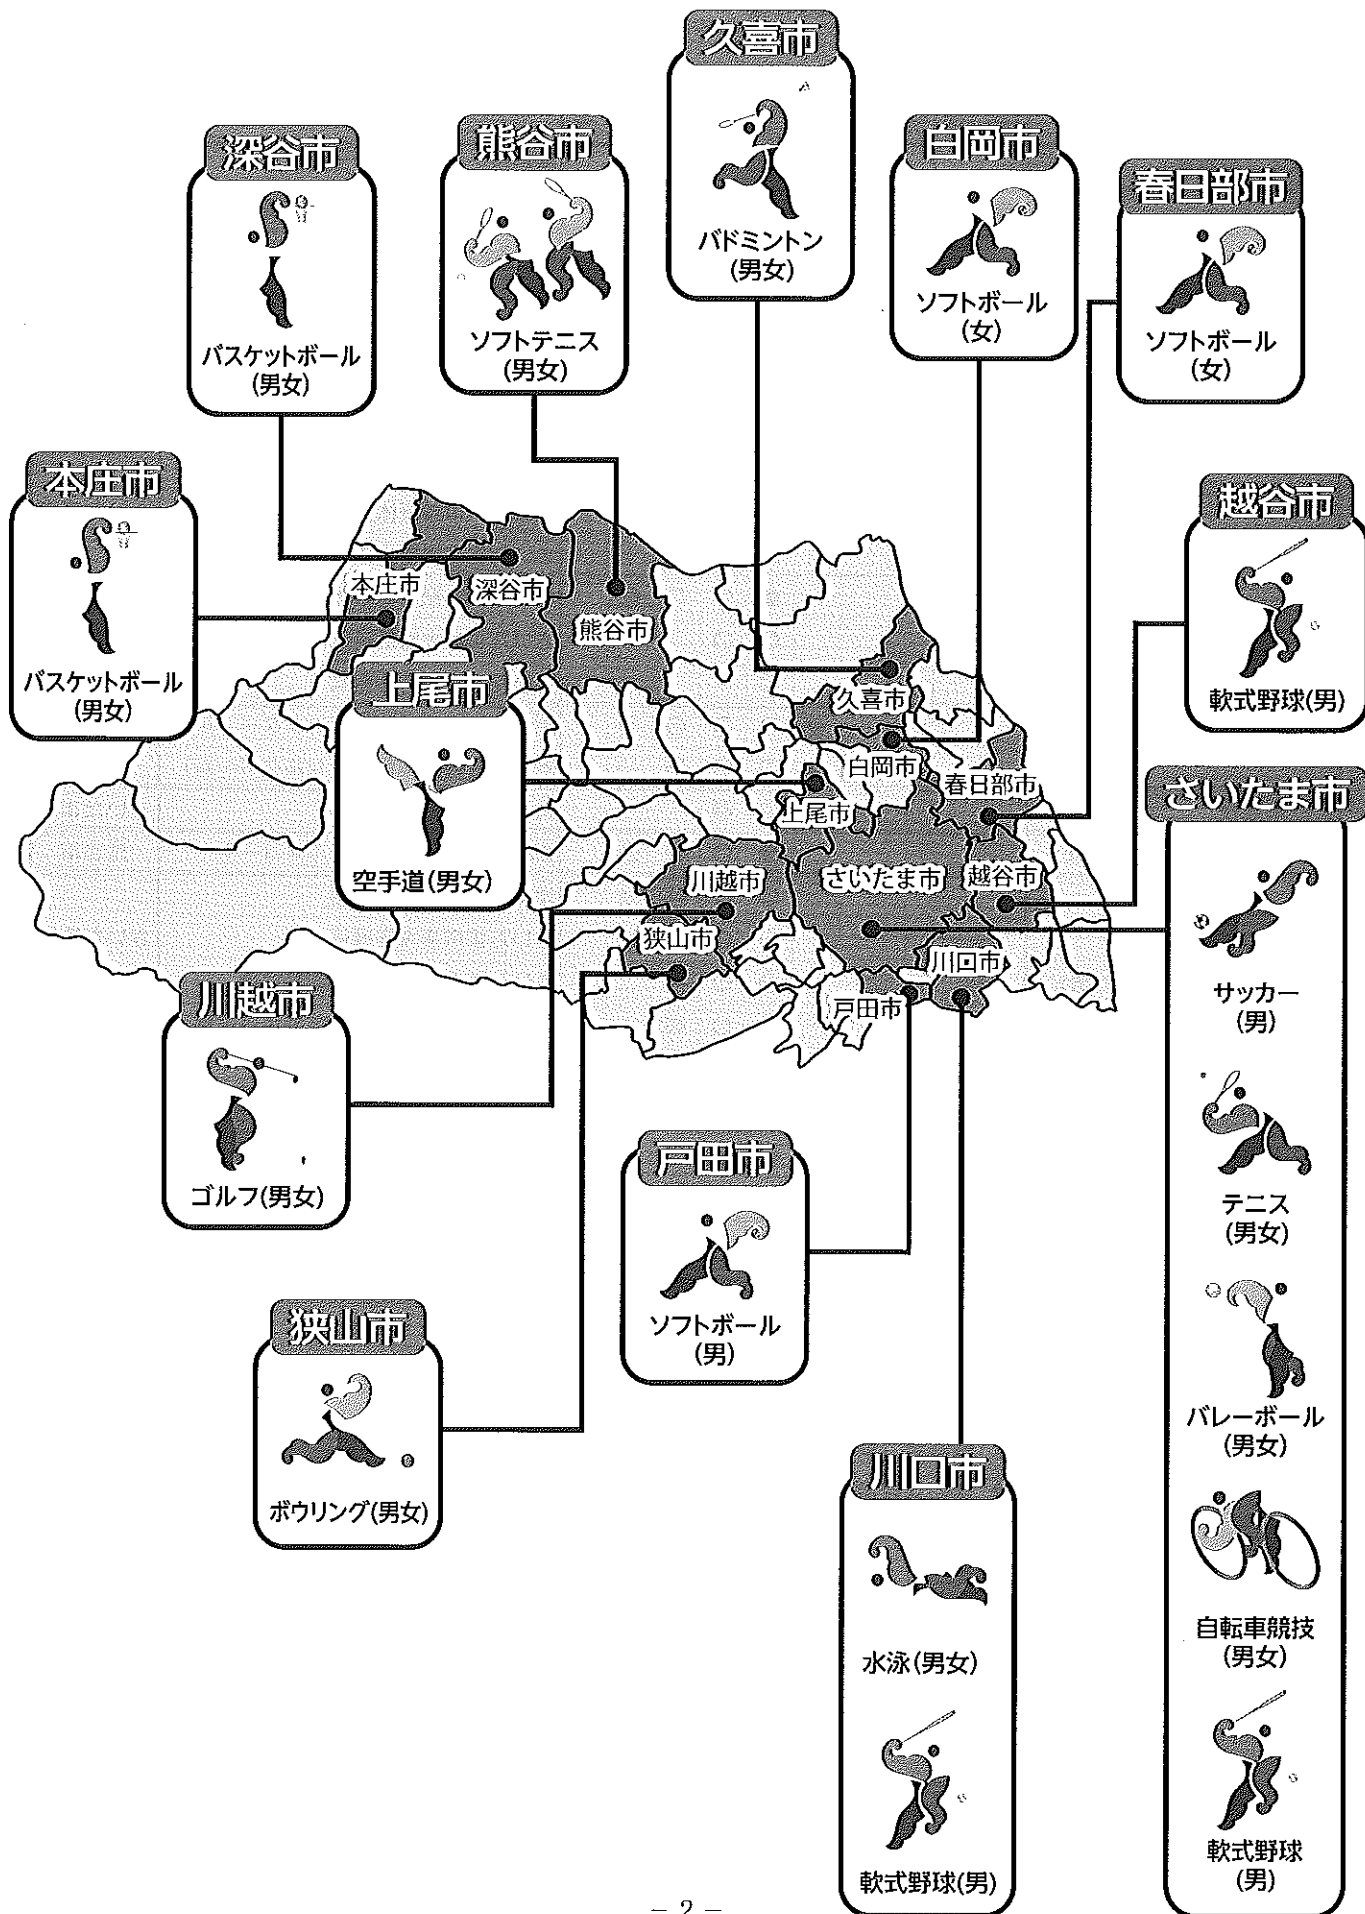 久喜市
バドミントン
(男女)
深谷市
バスケットボール
(男女)
熊谷市
ソフトテニス
(男女)
白岡市
ソフトボール
(女)
春日部市
ソフトボール
(女)
本庄市
バスケットボール
(男女)
越谷市
軟式野球(男)
上尾市
空手道(男女)
本庄市
深谷市
熊谷市
久喜市
白岡市
春日部市
上尾市
川越市
さいたま市
越谷市
狭山市
川口市
戸田市
さいたま市
サッカー
(男)
テニス
(男女)
バレーボール
(男女)
自転車競技
(男女)
軟式野球
(男)
川越市
ゴルフ(男女)
戸田市
ソフトボール
(男)
狭山市
ボウリング(男女)
川口市
水泳(男女)
軟式野球(男)
- 2 -